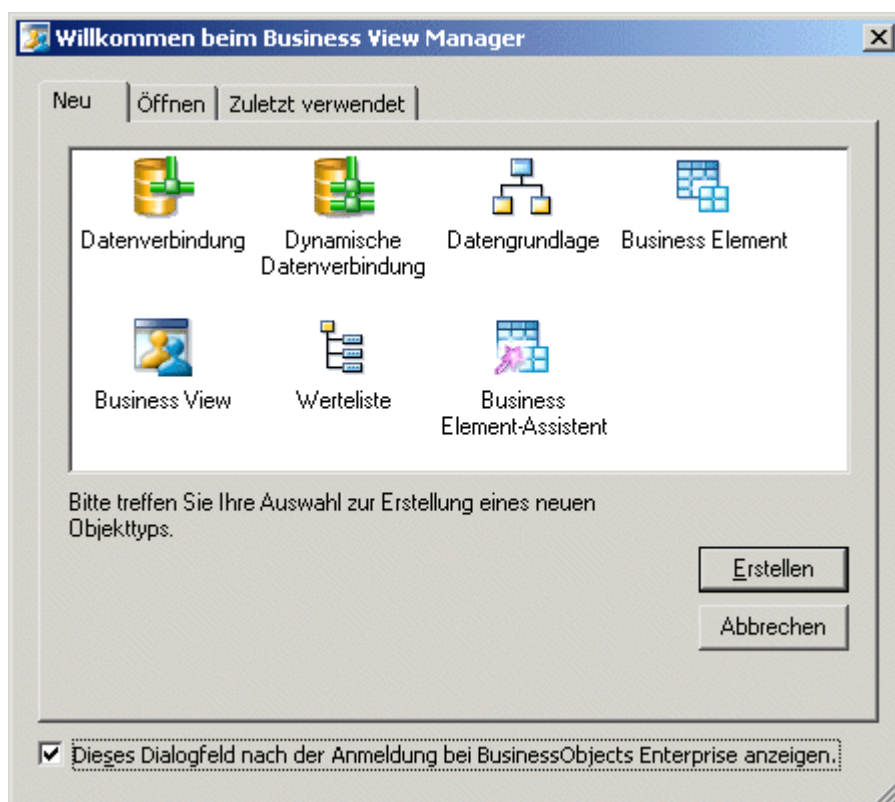 Willkommen beim Business View Manager
Neu
Öffnen
Zuletzt verwendet
Datenverbindung
Dynamische
Datenverbindung
Datengrundlage
Business Element
Business View
Werteliste
Business
Element-Assistent
Bitte treffen Sie Ihre Auswahl zur Erstellung eines neuen
Objekttyps.
Erstellen
Abbrechen
Dieses Dialogfeld nach der Anmeldung bei BusinessObjects Enterprise anzeigen.